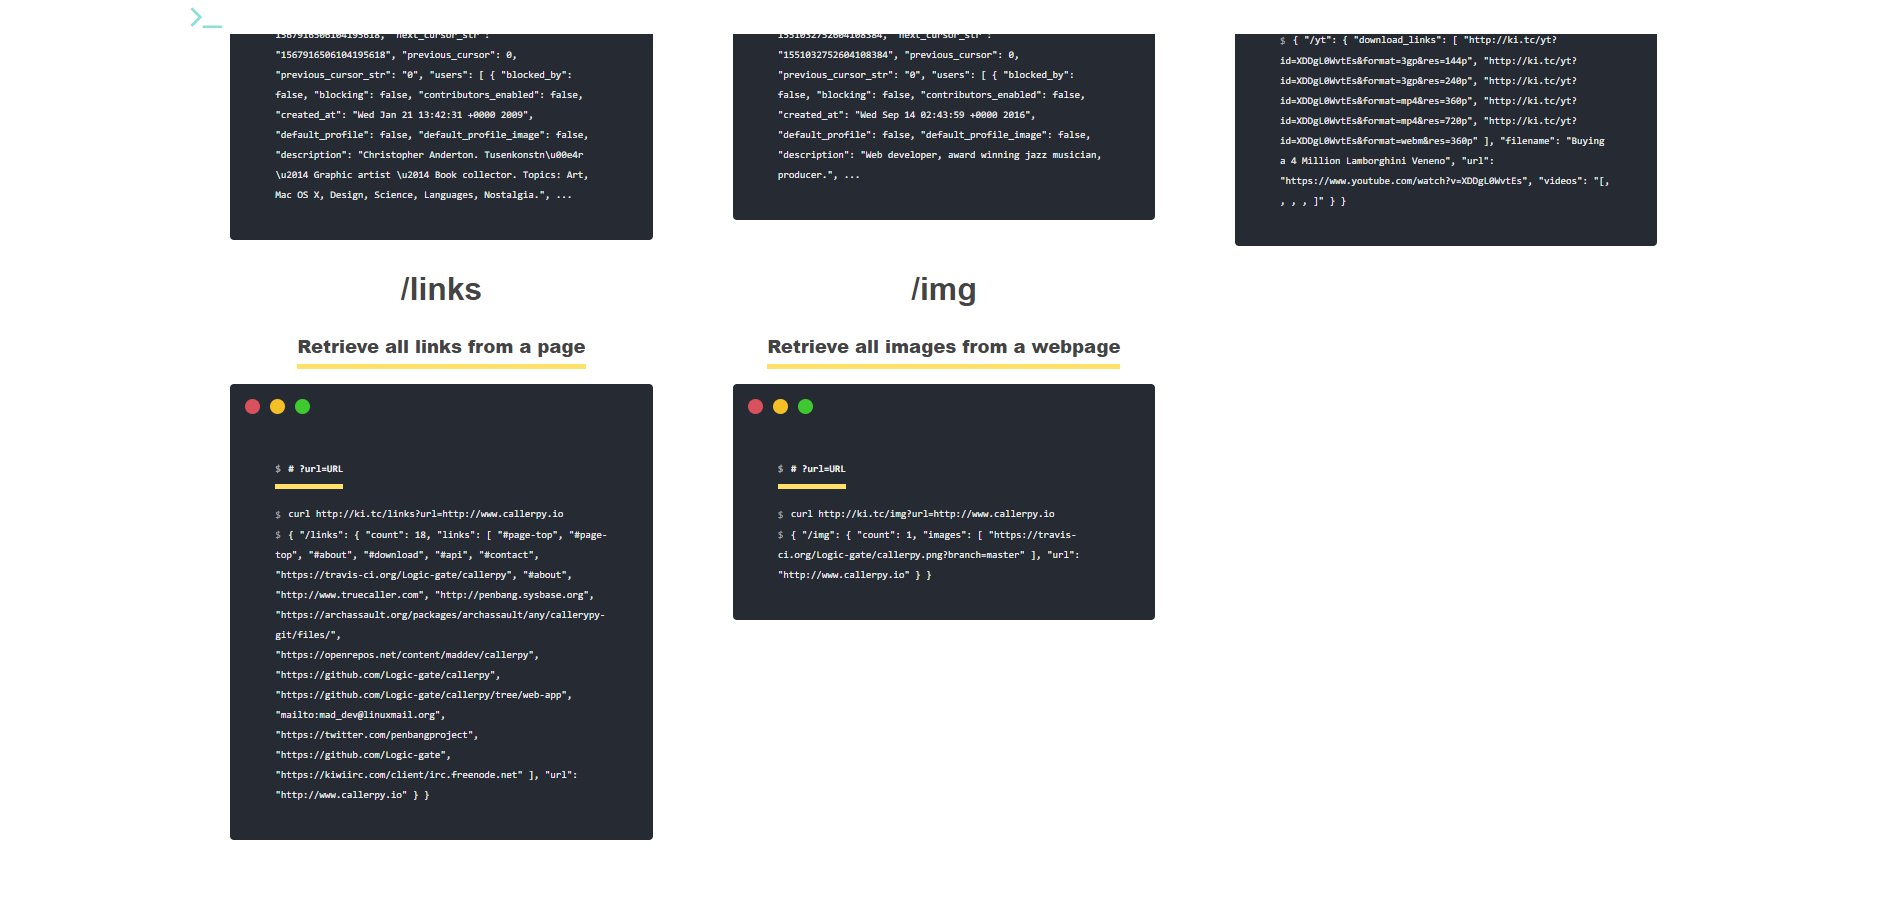 1567916506104195618, "next_cursor_str":
"1567916506104195618", "previous_cursor": 0,
"previous_cursor_str": "0", "users": [ { "blocked_by":
false, "blocking": false, "contributors_enabled": false,
"created_at": "Wed Jan 21 13:42:31 +0000 2009",
"default_profile": false, "default_profile_image": false,
"description": "Christopher Anderton. Tusenkonstn\u00e4r
\u2014 Graphic artist \u2014 Book collector. Topics: Art,
Mac OS X, Design, Science, Languages, Nostalgia.", ...
1551032752604108384, "next_cursor_str":
"1551032752604108384", "previous_cursor": 0,
"previous_cursor_str": "0", "users": [ { "blocked_by":
false, "blocking": false, "contributors_enabled": false,
"created_at": "Wed Sep 14 02:43:59 +0000 2016",
"default_profile": false, "default_profile_image": false,
"description": "Web developer, award winning jazz musician,
producer.", ...
$ { "/yt": { "download_links": [ "http://ki.tc/yt?
id=XDDgL0WvtEs&format=3gp&res=144p", "http://ki.tc/yt?
id=XDDgL0WvtEs&format=3gp&res=240p", "http://ki.tc/yt?
id=XDDgL0WvtEs&format=mp4&res=360p", "http://ki.tc/yt?
id=XDDgL0WvtEs&format=mp4&res=720p", "http://ki.tc/yt?
id=XDDgL0WvtEs&format=webm&res=360p" ], "filename": "Buying
a 4 Million Lamborghini Veneno", "url":
"https://www.youtube.com/watch?v=XDDgL0WvtEs", "videos": "[,
, , , ]" } }
/links
Retrieve all links from a page
$ # ?url=URL
$ curl http://ki.tc/links?url=http://www.callerpy.io
$ { "/links": { "count": 18, "links": [ "#page-top", "#page-
top", "#about", "#download", "#api", "#contact",
"https://travis-ci.org/Logic-gate/callerpy", "#about",
"http://www.truecaller.com", "http://penbang.sysbase.org",
"https://archassault.org/packages/archassault/any/callerypy-
git/files/",
"https://openrepos.net/content/maddev/callerpy",
"https://github.com/Logic-gate/callerpy",
"https://github.com/Logic-gate/callerpy/tree/web-app",
"mailto:mad_dev@linuxmail.org",
"https://twitter.com/penbangproject",
"https://github.com/Logic-gate",
"https://kiwiirc.com/client/irc.freenode.net" ], "url":
"http://www.callerpy.io" } }
/img
Retrieve all images from a webpage
$ # ?url=URL
$ curl http://ki.tc/img?url=http://www.callerpy.io
$ { "/img": { "count": 1, "images": [ "https://travis-
ci.org/Logic-gate/callerpy.png?branch=master" ], "url":
"http://www.callerpy.io" } }